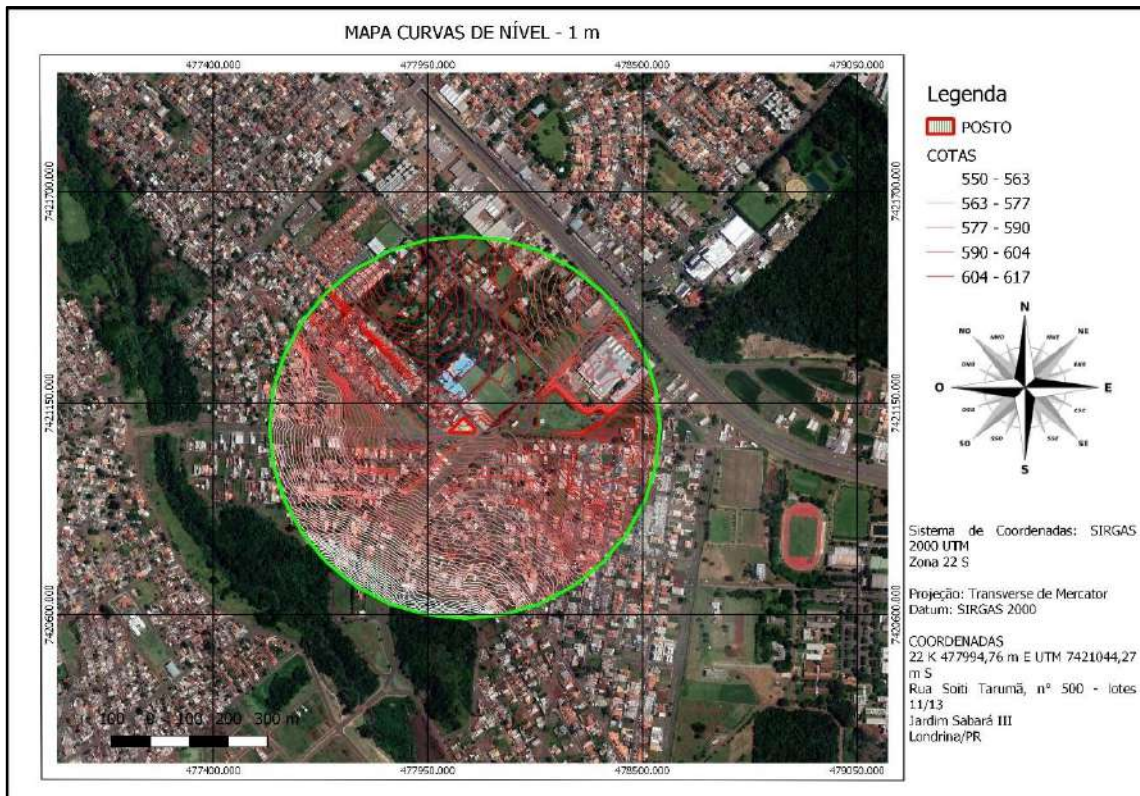 MAPA CURVAS DE NÍVEL - 1 m
477400.000 477950.000 478500.000 479050.000
7421700.000 7421700.000
7421150.000 7421150.000
7420600.000 7420600.000
100 0 100 200 300 m
477400.000 477950.000 478500.000 479050.000
Legenda
POSTO
COTAS
550 - 563
563 - 577
577 - 590
590 - 604
604 - 617
N
NO NE
O E
SO SE
S
Sistema de Coordenadas: SIRGAS
2000 UTM
Zona 22 S
Projeção: Transverse de Mercator
Datum: SIRGAS 2000
COORDENADAS
22 K 477994,76 m E UTM 7421044,27
m S
Rua Soiti Tarumã, n° 500 - lotes
11/13
Jardim Sabará III
Londrina/PR